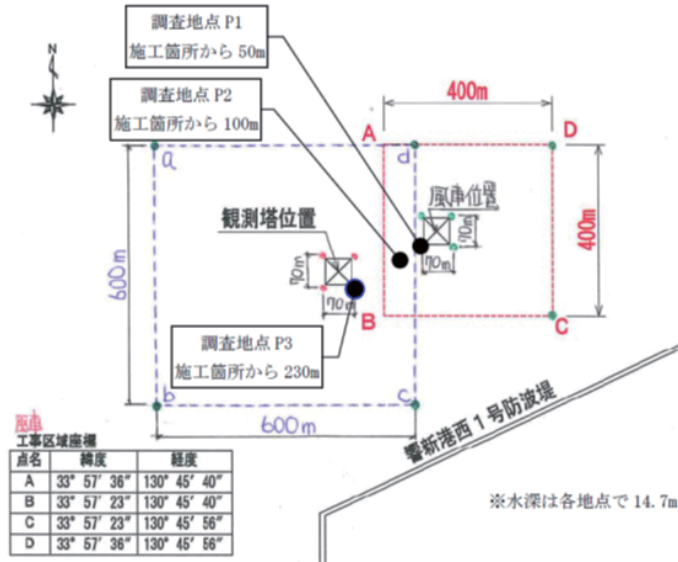 調査地点 P1
施工箇所から 50m
N
調査地点 P2
施工箇所から 100m
400m
A
D
a
d
風車位置
観測塔位置
400m
70m
70m
70m
70m
600m
B
C
調査地点 P3
施工箇所から 230m
b
c
600m
響新港西1号防波堤
風車
工事区域座標
点名 緯度 経度
A 33° 57′ 36″ 130° 45′ 40″
B 33° 57′ 23″ 130° 45′ 40″
C 33° 57′ 23″ 130° 45′ 56″
D 33° 57′ 36″ 130° 45′ 56″
※水深は各地点で 14.7m